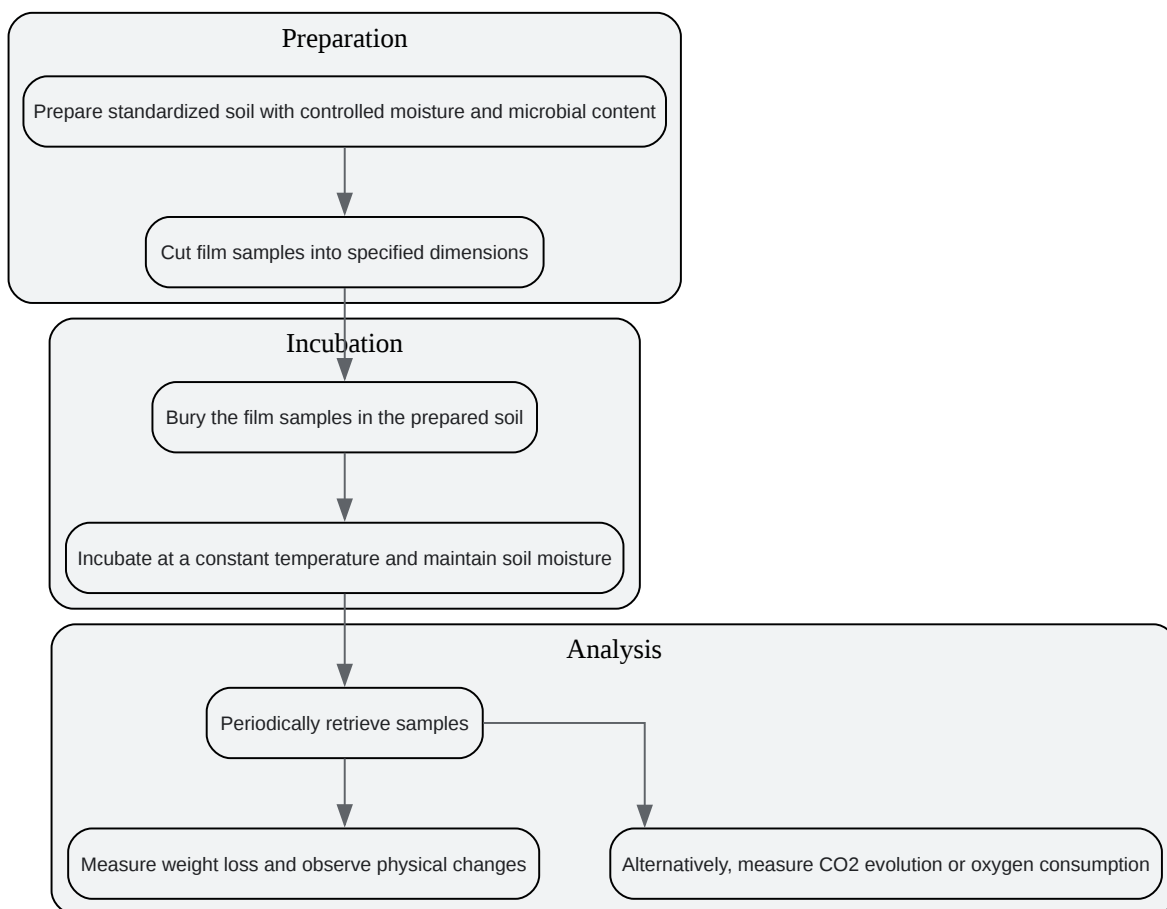 Preparation
Prepare standardized soil with controlled moisture and microbial content
Cut film samples into specified dimensions
Incubation
Bury the film samples in the prepared soil
Incubate at a constant temperature and maintain soil moisture
Analysis
Periodically retrieve samples
Measure weight loss and observe physical changes
Alternatively, measure CO2 evolution or oxygen consumption